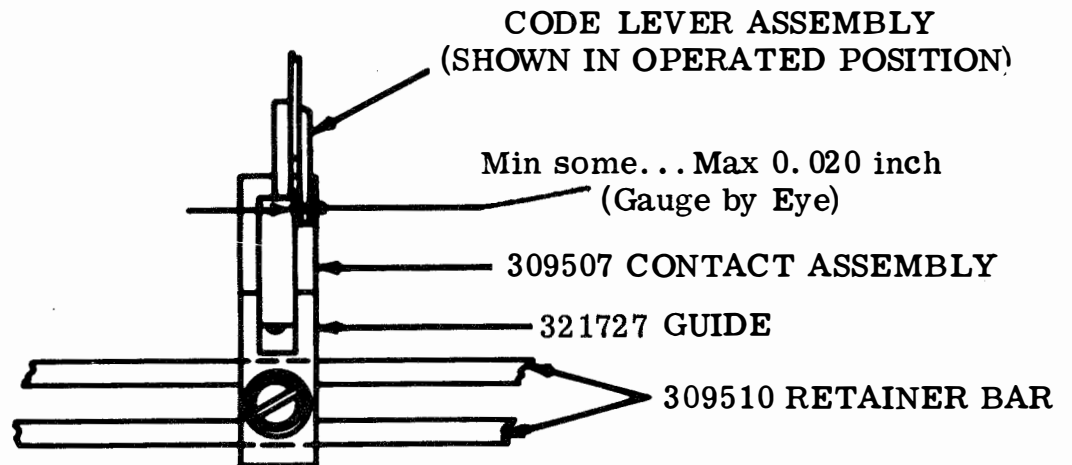 CODE LEVER ASSEMBLY
(SHOWN IN OPERATED POSITION)
Min some... Max 0.020 inch
(Gauge by Eye)
309507 CONTACT ASSEMBLY
321727 GUIDE
309510 RETAINER BAR